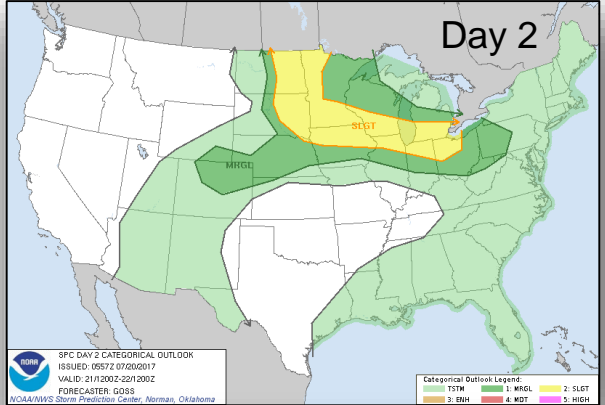 Day 2
SLGT
MRGL
NOAA
SPC DAY 2 CATEGORICAL OUTLOOK
ISSUED: 0557Z 07/20/2017
VALID: 21/1200Z-22/1200Z
FORECASTER: GOSS
NOAA/NWS Storm Prediction Center, Norman, Oklahoma
Categorical Outlook Legend:
TSTM 1: MRGL 2: SLGT
3: ENH 4: MDT 5: HIGH